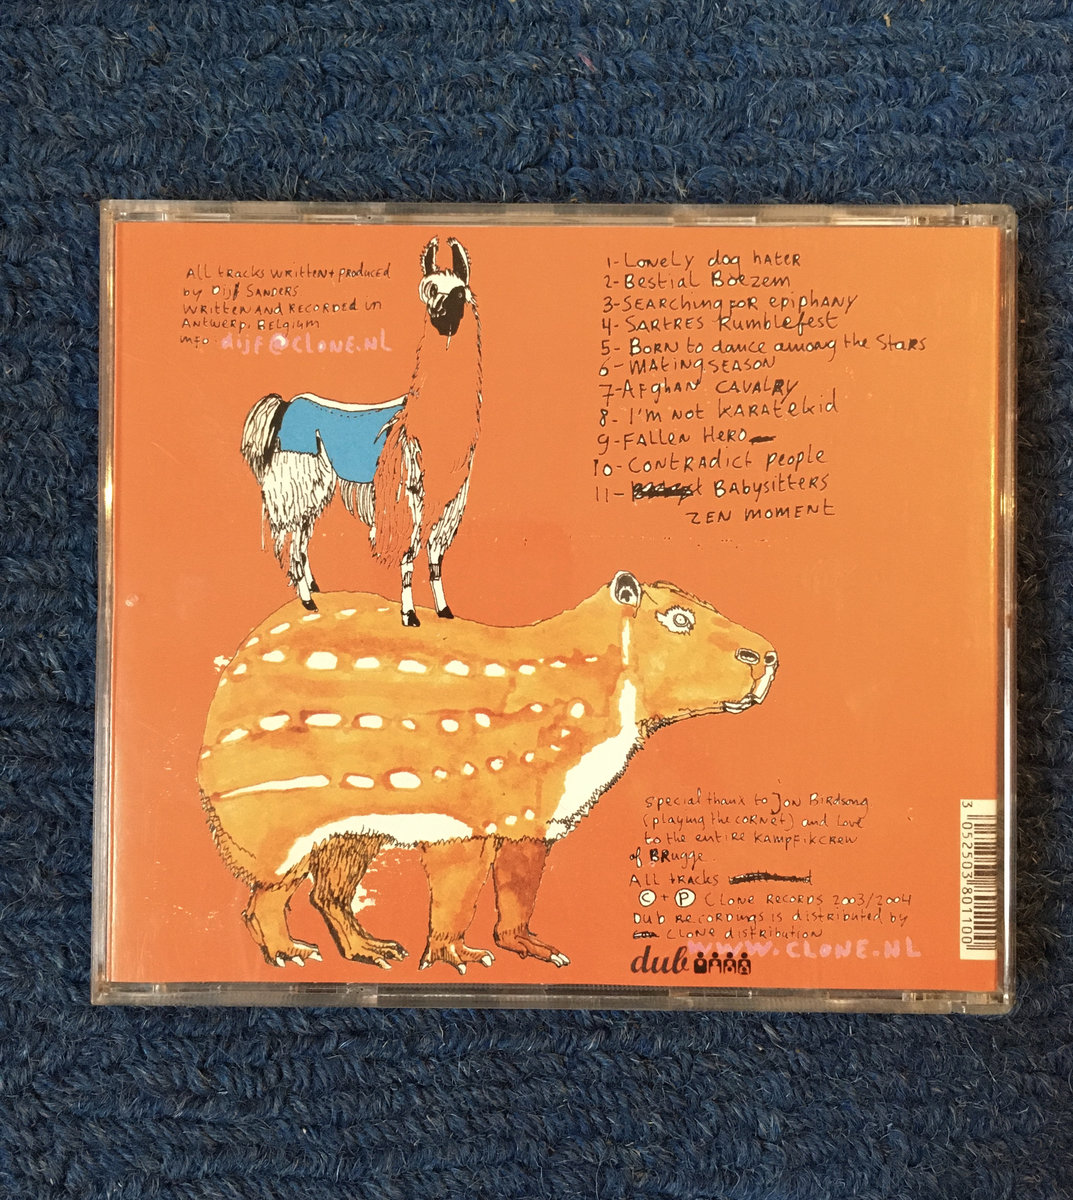 All tracks written + produced
by Dijf Sanders
Written and recorded in
Antwerp, Belgium
info dijf@clone.nl
1- Lonely dog hater
2- Bestial Boezem
3- Searching for epiphany
4- Sartres Rumblefest
5- Born to dance among the Stars
6- Mating season
7- Afghan cavalry
8- I'm not karatekid
9- Fallen Hero
10- Contradict people
11- Babysitters
Zen moment
special thanx to Jon Birdsong
(playing the cornet) and love
to the entire Kampfikcrew
of BRugge
All tracks
© + ℗ Clone Records 2003/2004
Dub recordings is distributed by
Clone distribution
www.clone.nl
dub
3 052503 801100